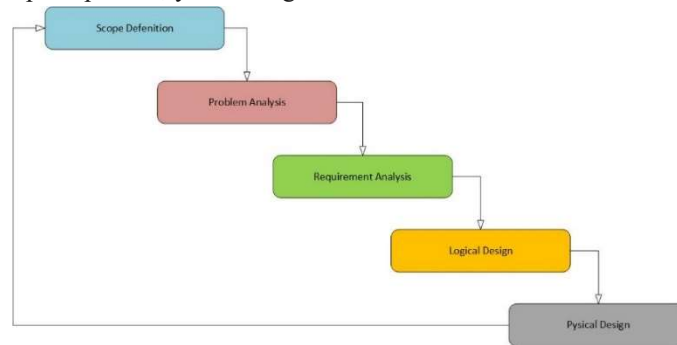 Scope Defenition
Problem Analysis
Requirement Analysis
Logical Design
Pysical Design